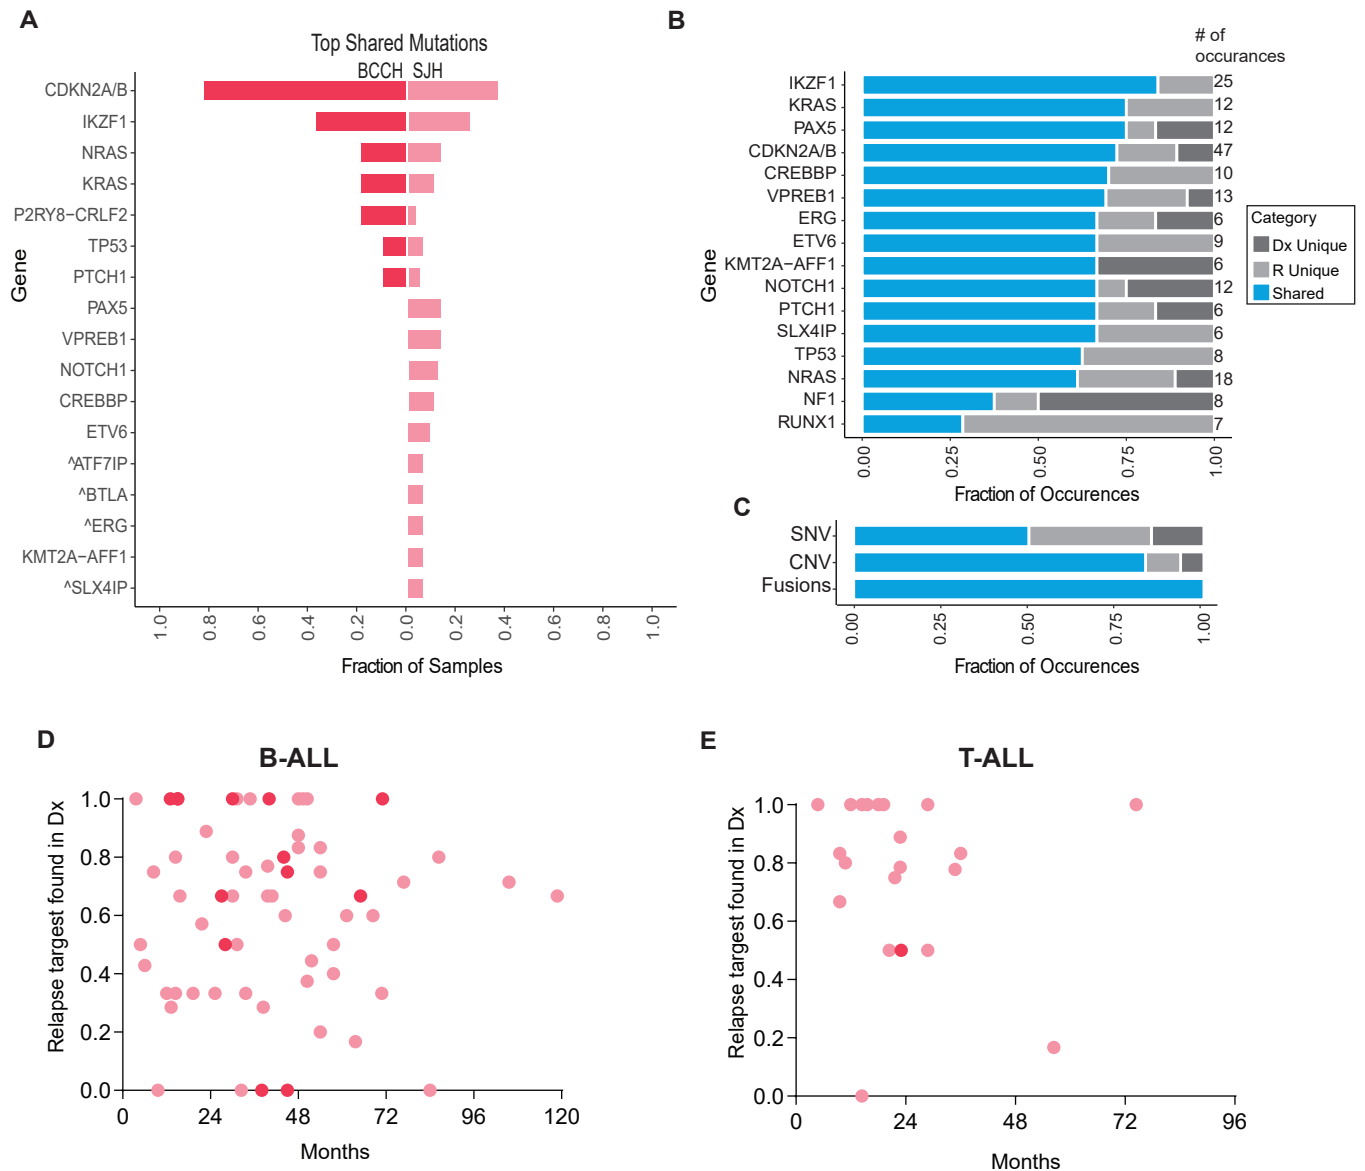 A
Top Shared Mutations
BCCH SJH
Gene
CDKN2A/B
IKZF1
NRAS
KRAS
P2RY8−CRLF2
TP53
PTCH1
PAX5
VPREB1
NOTCH1
CREBBP
ETV6
^ATF7IP
^BTLA
^ERG
KMT2A−AFF1
^SLX4IP
1.0 0.8 0.6 0.4 0.2 0.0 0.2 0.4 0.6 0.8 1.0
Fraction of Samples
B
# of
occurances
Gene
IKZF1 25
KRAS 12
PAX5 12
CDKN2A/B 47
CREBBP 10
VPREB1 13
ERG 6
ETV6 9
KMT2A−AFF1 6
NOTCH1 12
PTCH1 6
SLX4IP 6
TP53 8
NRAS 18
NF1 8
RUNX1 7
0.00 0.25 0.50 0.75 1.00
Fraction of Occurences
Category
Dx Unique
R Unique
Shared
C
SNV
CNV
Fusions
0.00 0.25 0.50 0.75 1.00
Fraction of Occurences
D
B-ALL
Relapse targest found in Dx
1.0
0.8
0.6
0.4
0.2
0.0
0 24 48 72 96 120
Months
E
T-ALL
Relapse targest found in Dx
1.0
0.8
0.6
0.4
0.2
0.0
0 24 48 72 96
Months